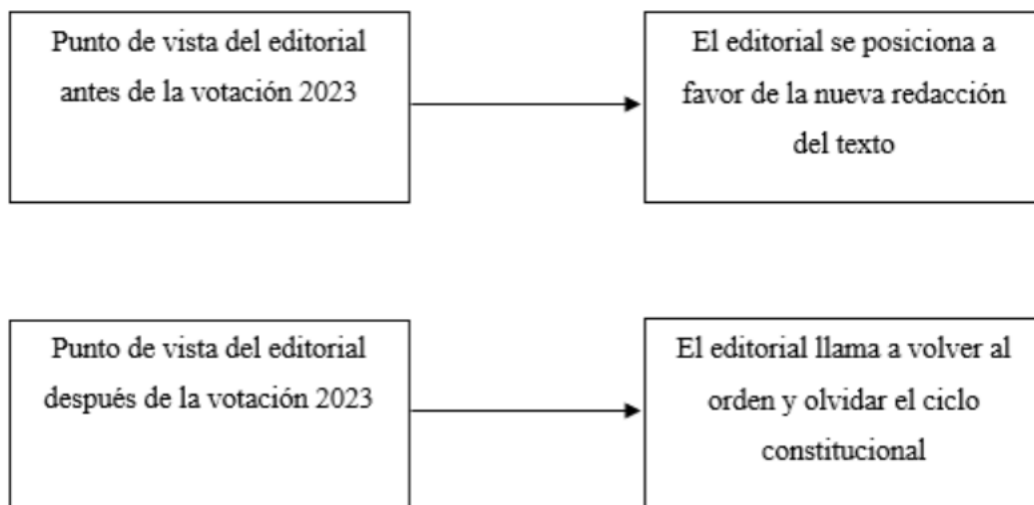 Punto de vista del editorial
antes de la votación 2023
El editorial se posiciona a
favor de la nueva redacción
del texto
Punto de vista del editorial
después de la votación 2023
El editorial llama a volver al
orden y olvidar el ciclo
constitucional